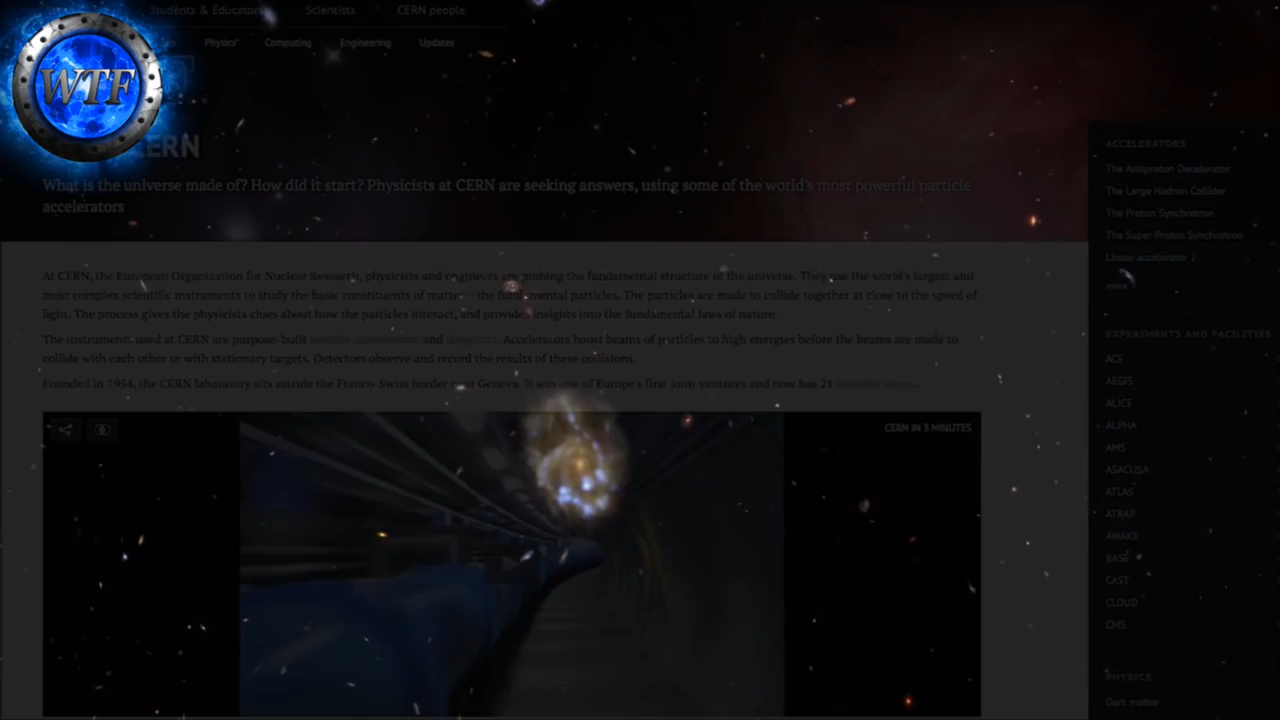 Students & Educators Scientists CERN people
Physics Computing Engineering Updates
WTF
CERN
What is the universe made of? How did it start? Physicists at CERN are seeking answers, using some of the world's most powerful particle
accelerators
At CERN, the European Organization for Nuclear Research, physicists and engineers are probing the fundamental structure of the universe. They use the world's largest and
most complex scientific instruments to study the basic constituents of matter – the fundamental particles. The particles are made to collide together at close to the speed of
light. The process gives the physicists clues about how the particles interact, and provides insights into the fundamental laws of nature.
The instruments used at CERN are purpose-built and Accelerators boost beams of particles to high energies before the beams are made to
collide with each other or with stationary targets. Detectors observe and record the results of these collisions.
Founded in 1954, the CERN laboratory sits astride the Franco-Swiss border near Geneva. It was one of Europe's first joint ventures and now has 21
CERN IN 3 MINUTES
ACCELERATORS
The Antiproton Decelerator
The Large Hadron Collider
The Proton Synchrotron
The Super Proton Synchrotron
Linear accelerator 2
more
EXPERIMENTS AND FACILITIES
ACE
AEGIS
ALICE
ALPHA
AMS
ASACUSA
ATLAS
ATRAP
AWAKE
BASE
CAST
CLOUD
CMS
PHYSICS
Dark matter